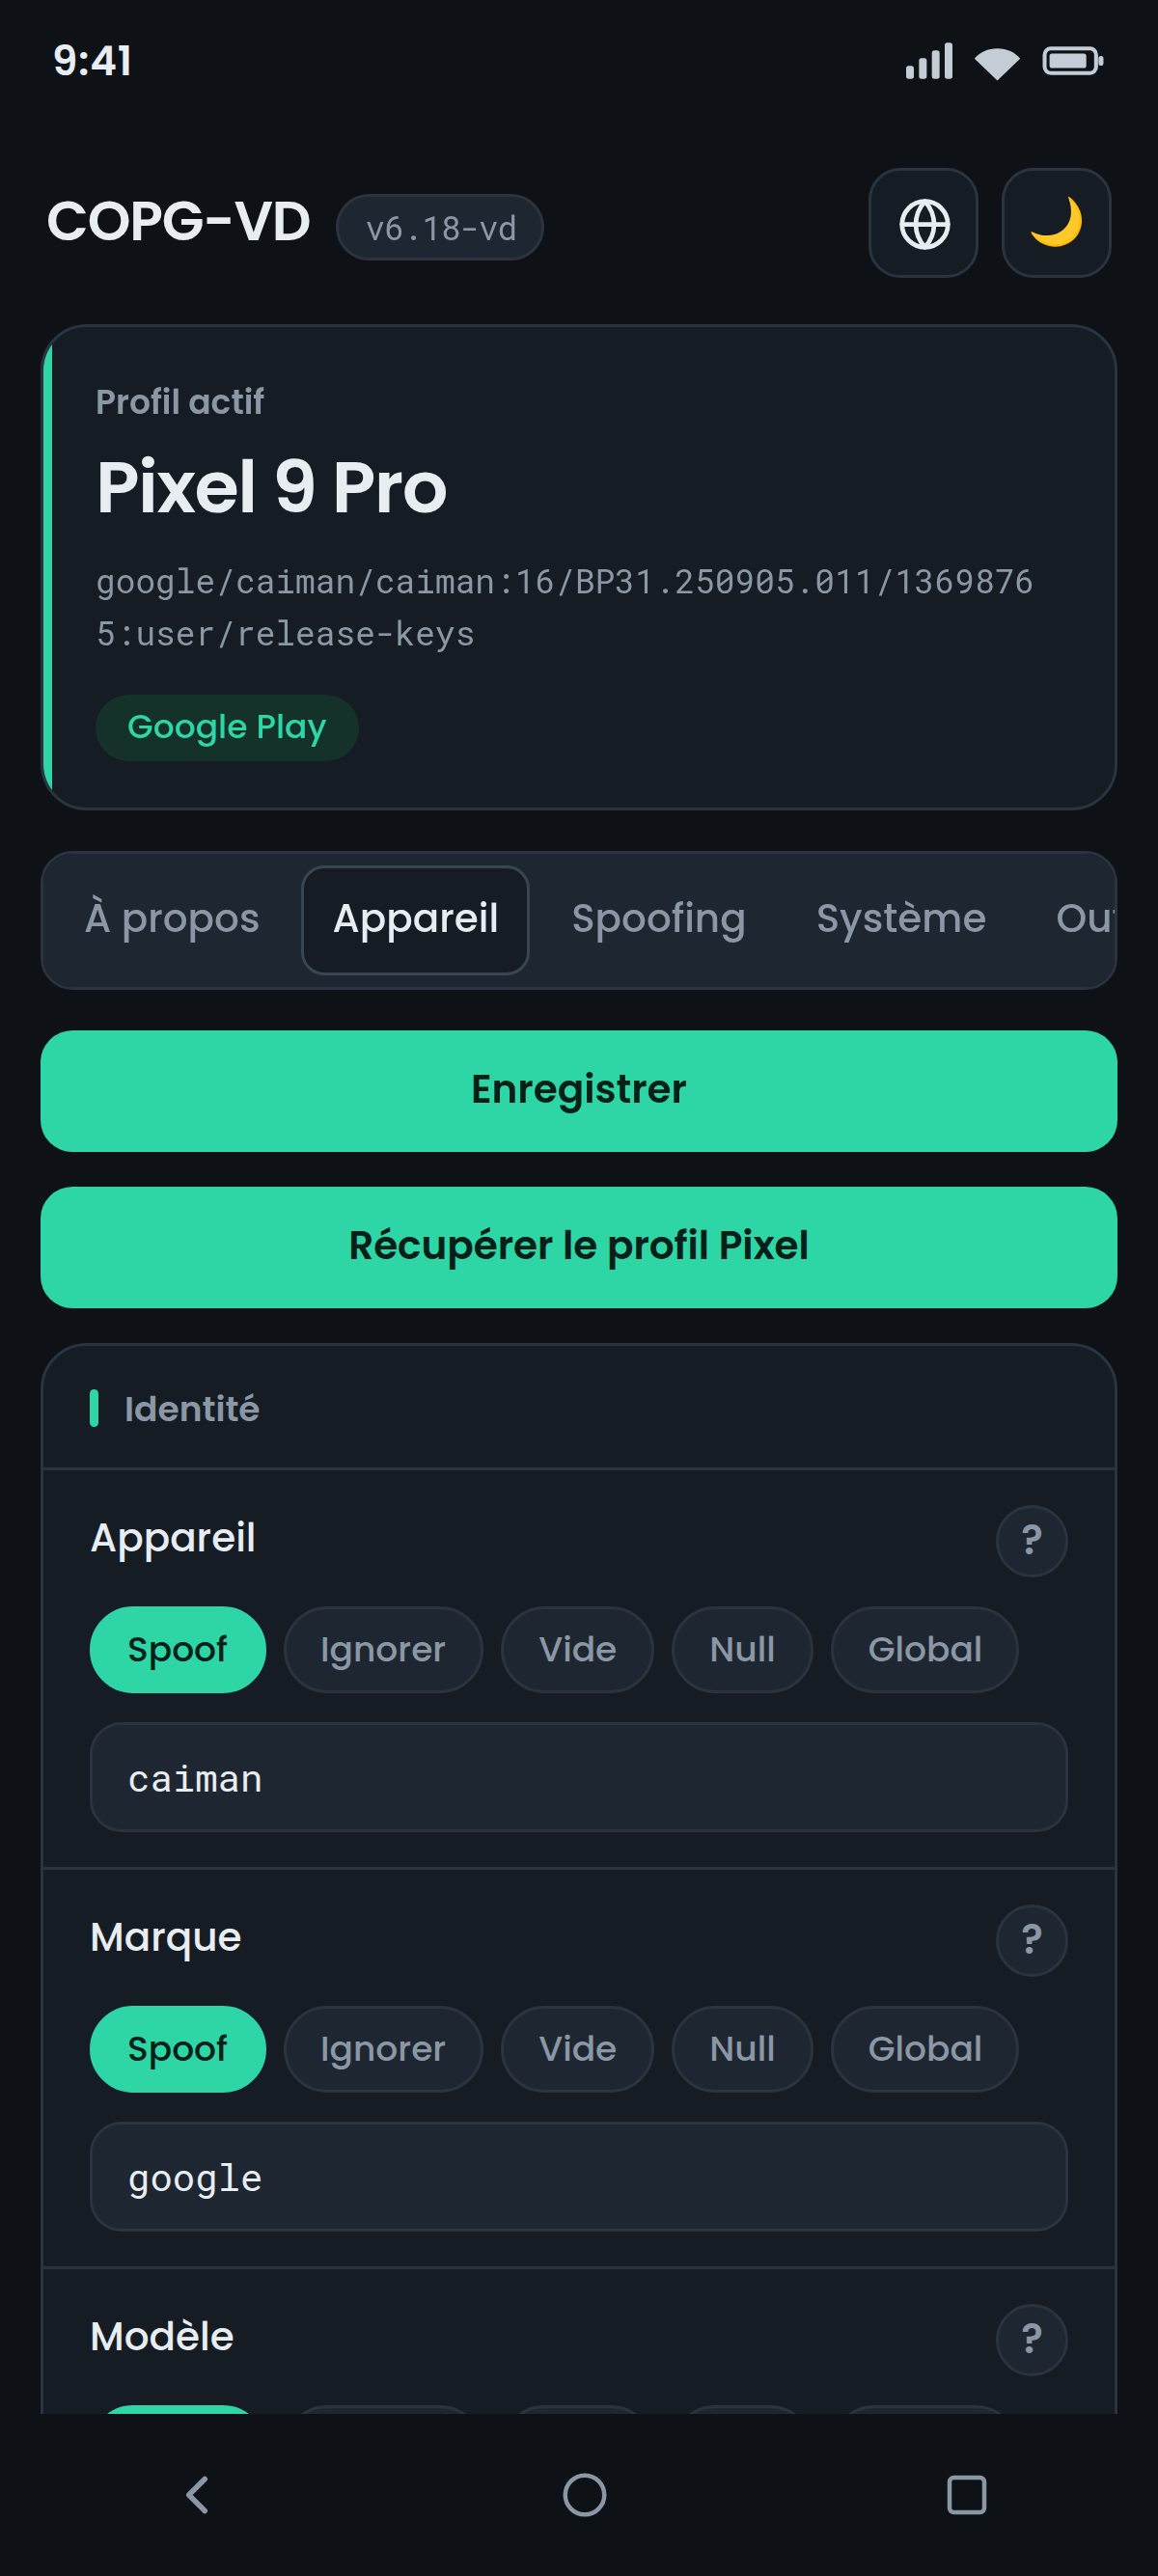 9:41
COPG-VD v6.18-vd
Profil actif
Pixel 9 Pro
google/caiman/caiman:16/BP31.250905.011/1369876
5:user/release-keys
Google Play
À propos Appareil Spoofing Système
Enregistrer
Récupérer le profil Pixel
Identité
Appareil ?
Spoof Ignorer Vide Null Global
caiman
Marque ?
Spoof Ignorer Vide Null Global
google
Modèle ?